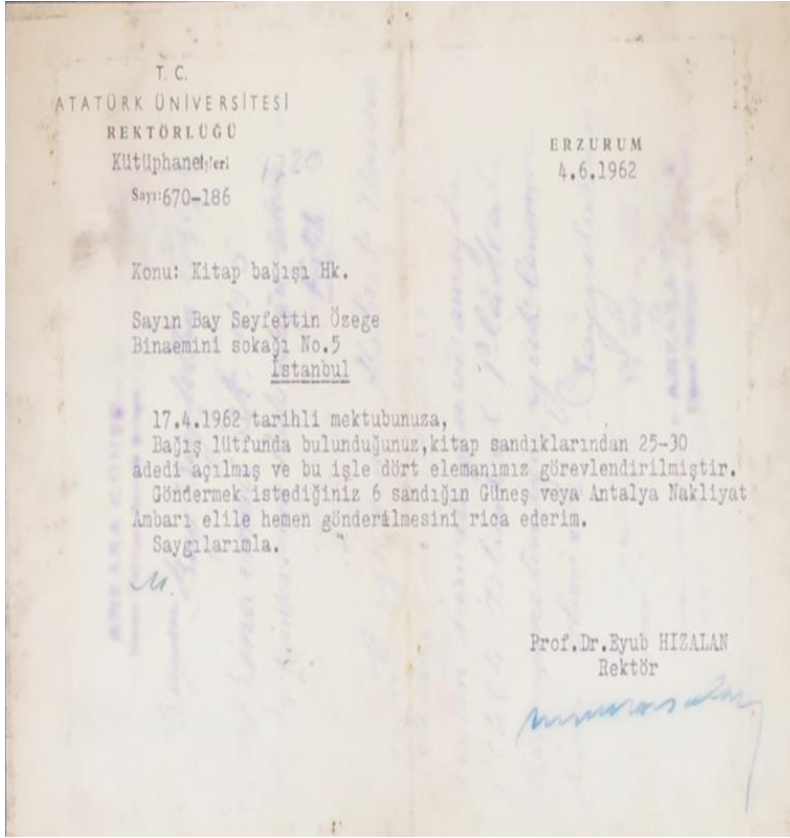 T. C.
ATATÜRK ÜNİVERSİTESİ
REKTÖRLÜĞÜ
Kütüphane İşleri
Sayı: 670-186
1220
ERZURUM
4.6.1962
Konu: Kitap bağışı Hk.
Sayın Bay Seyfettin Özege
Binaemini sokağı No.5
İstanbul
17.4.1962 tarihli mektubunuza,
Bağış lütfunda bulunduğunuz,kitap sandıklarından 25-30
adedi açılmış ve bu işle dört elemanımız görevlendirilmiştir.
Göndermek istediğiniz 6 sandığın Güneş veya Antalya Nakliyat
Ambarı elile hemen gönderilmesini rica ederim.
Saygılarımla.
Prof.Dr.Eyub HIZALAN
Rektör